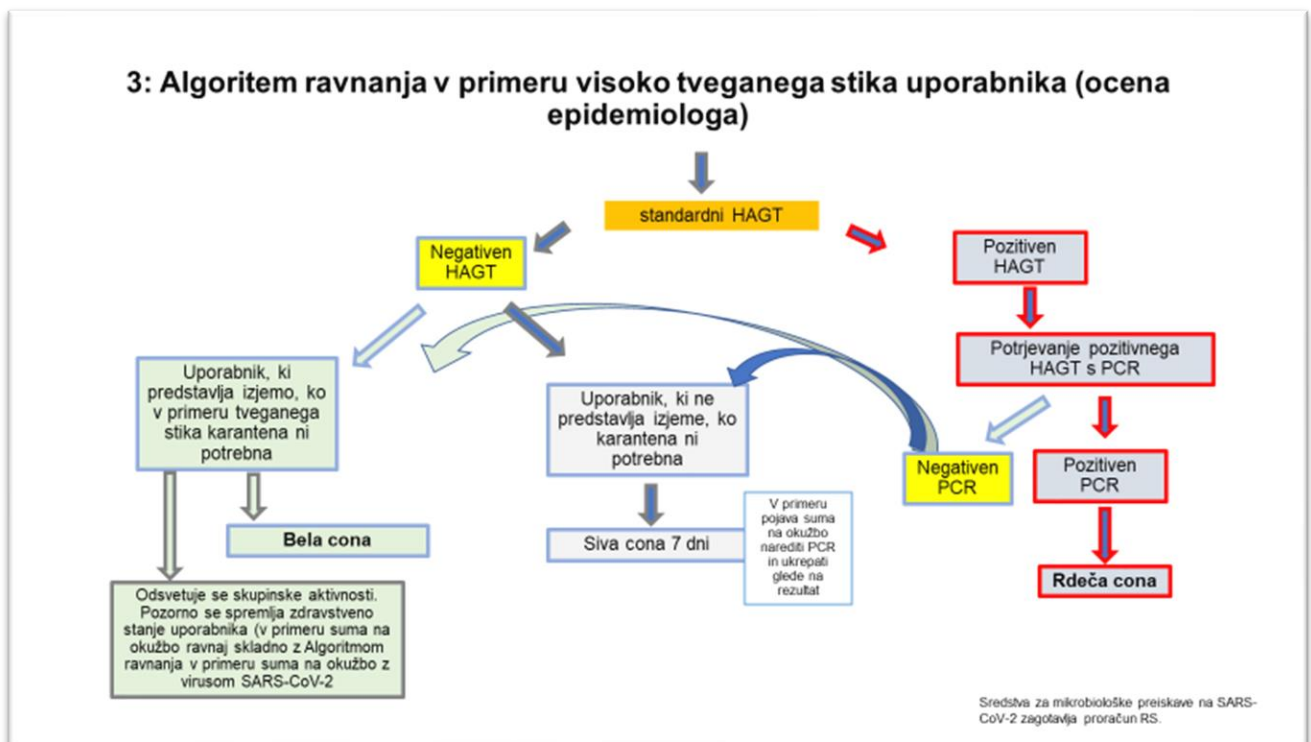 3: Algoritem ravnanja v primeru visoko tveganega stika uporabnika (ocena
epidemiologa)
standardni HAGT
Negativen
HAGT
Pozitiven
HAGT
Potrjevanje pozitivnega
HAGT s PCR
Uporabnik, ki
predstavlja izjemo, ko
v primeru tveganega
stika karantena ni
potrebna
Uporabnik, ki ne
predstavlja izjeme, ko
karantena ni
potrebna
Negativen
PCR
Pozitiven
PCR
Bela cona
Siva cona 7 dni
V primeru
pojava suma
na okužbo
narediti PCR
in ukrepati
glede na
rezultat
Rdeča cona
Odsvetuje se skupinske aktivnosti.
Pozorno se spremlja zdravstveno
stanje uporabnika (v primeru suma na
okužbo ravnaj skladno z Algoritmom
ravnanja v primeru suma na okužbo z
virusom SARS-CoV-2
Sredstva za mikrobiološke preiskave na SARS-
CoV-2 zagotavlja proračun RS.